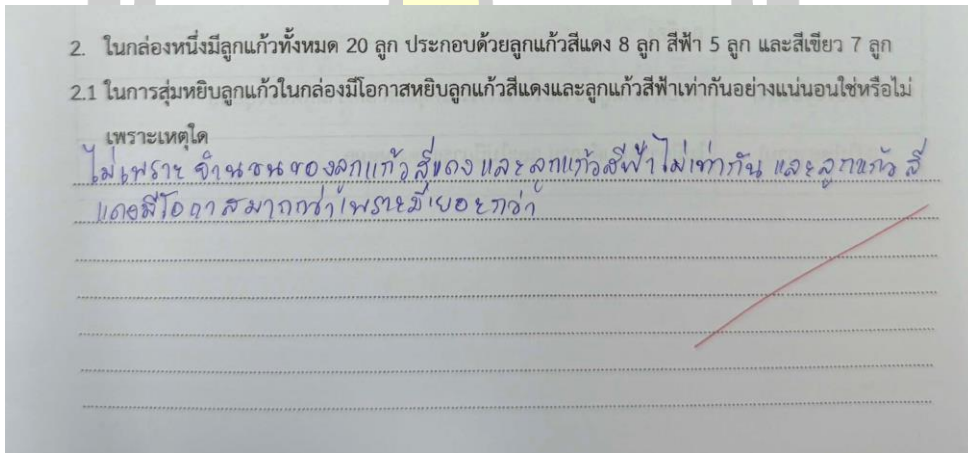 2. ในกล่องหนึ่งมีลูกแก้วทั้งหมด 20 ลูก ประกอบด้วยลูกแก้วสีแดง 8 ลูก สีฟ้า 5 ลูก และสีเขียว 7 ลูก
2.1 ในการสุ่มหยิบลูกแก้วในกล่องมีโอกาสหยิบลูกแก้วสีแดงและลูกแก้วสีฟ้าเท่ากันอย่างแน่นอนใช่หรือไม่
เพราะเหตุใด
ไม่เพราะ จำนวนของลูกแก้วสีแดง และลูกแก้วสีฟ้าไม่เท่ากัน และลูกแก้ว สี
แดงมีโอกาสมากกว่าเพราะมีเยอะกว่า